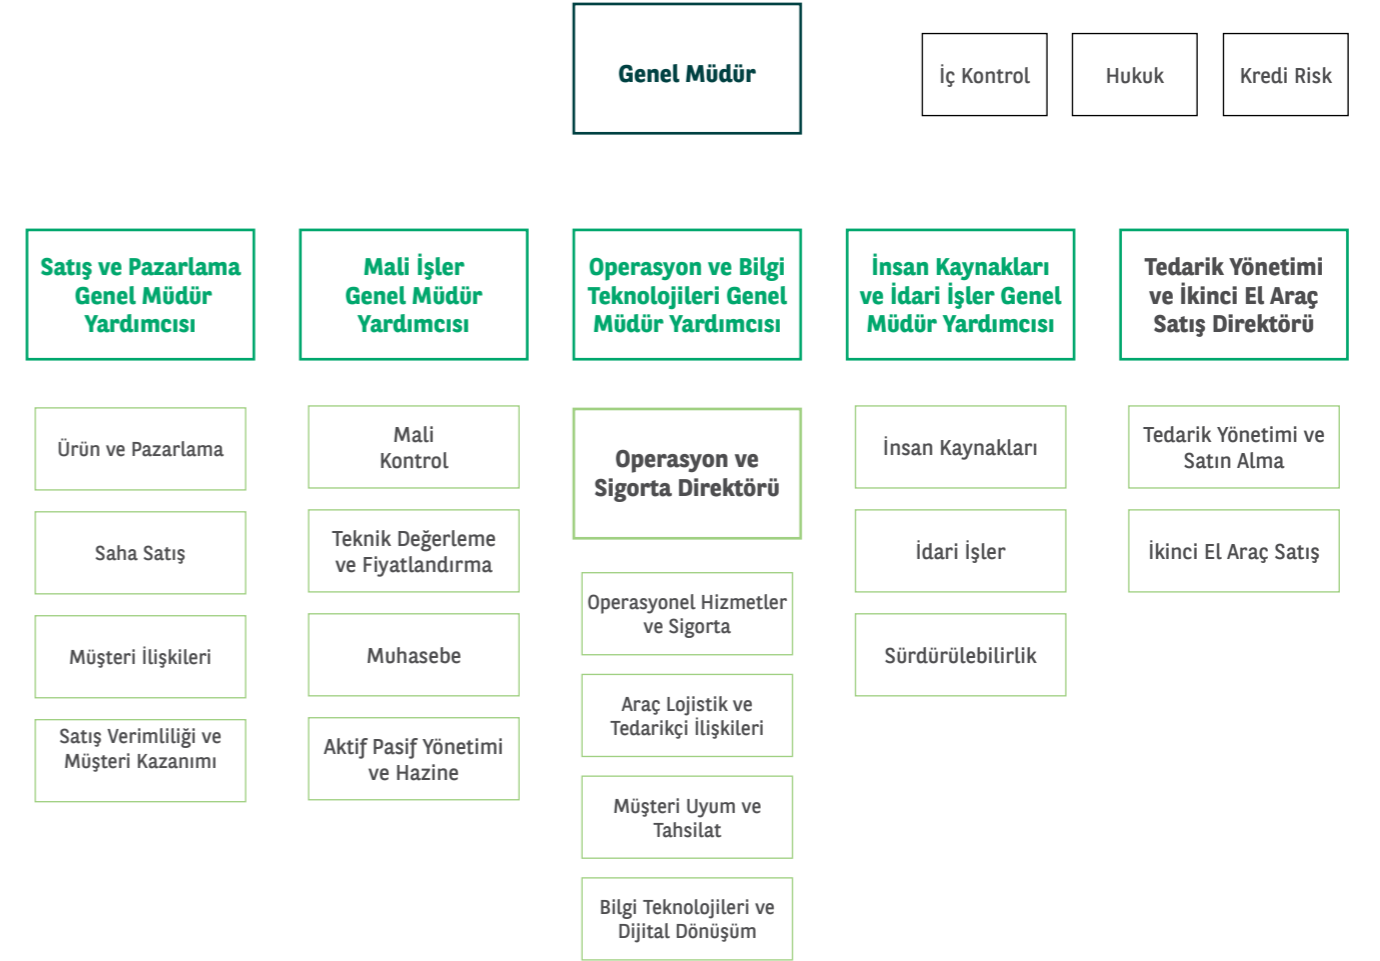 Genel Müdür
İç Kontrol
Hukuk
Kredi Risk
Satış ve Pazarlama
Genel Müdür
Yardımcısı
Mali İşler
Genel Müdür
Yardımcısı
Operasyon ve Bilgi
Teknolojileri Genel
Müdür Yardımcısı
İnsan Kaynakları
ve İdari İşler Genel
Müdür Yardımcısı
Tedarik Yönetimi
ve İkinci El Araç
Satış Direktörü
Ürün ve Pazarlama
Saha Satış
Müşteri İlişkileri
Satış Verimliliği ve
Müşteri Kazanımı
Mali
Kontrol
Teknik Değerleme
ve Fiyatlandırma
Muhasebe
Aktif Pasif Yönetimi
ve Hazine
Operasyon ve
Sigorta Direktörü
Operasyonel Hizmetler
ve Sigorta
Araç Lojistik ve
Tedarikçi İlişkileri
Müşteri Uyum ve
Tahsilat
Bilgi Teknolojileri ve
Dijital Dönüşüm
İnsan Kaynakları
İdari İşler
Sürdürülebilirlik
Tedarik Yönetimi ve
Satın Alma
İkinci El Araç Satış